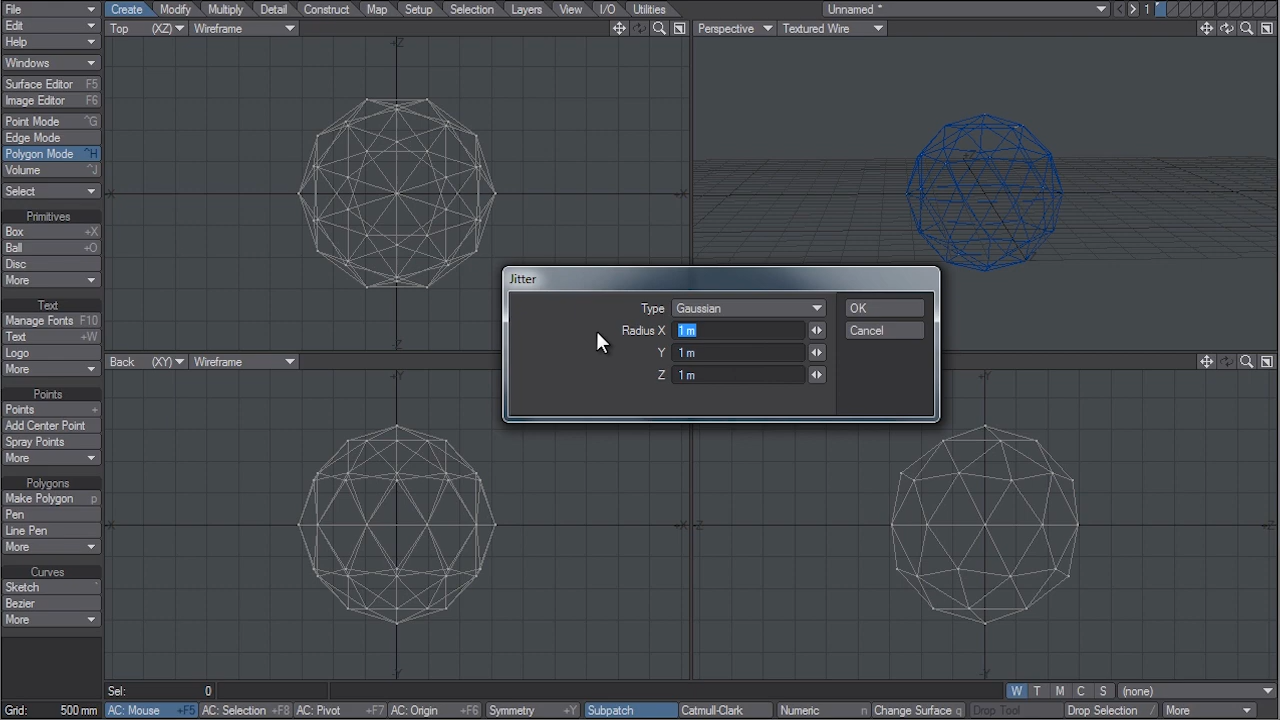 File Create Modify Multiply Detail Construct Map Setup Selection Layers View I/O Utilities Unnamed * 1
Edit Top (XZ) Wireframe Perspective Textured Wire
Help
Windows
Surface Editor F5
Image Editor F6
Point Mode ^G
Edge Mode
Polygon Mode ^H
Volume ^J
Select
Primitives
Box +X
Ball +O
Disc
More
Text
Manage Fonts F10
Text +W
Logo
More
Points
Points +
Add Center Point
Spray Points
More
Polygons
Make Polygon p
Pen
Line Pen
More
Curves
Sketch `
Bezier
More
Jitter
Type Gaussian OK
Radius X 1 m Cancel
Y 1 m
Z 1 m
Back (XY) Wireframe
Sel: 0 W T M C S (none)
Grid: 500 mm AC: Mouse +F5 AC: Selection +F8 AC: Pivot +F7 AC: Origin +F6 Symmetry +Y Subpatch Catmull-Clark Numeric n Change Surface q Drop Tool Drop Selection / More